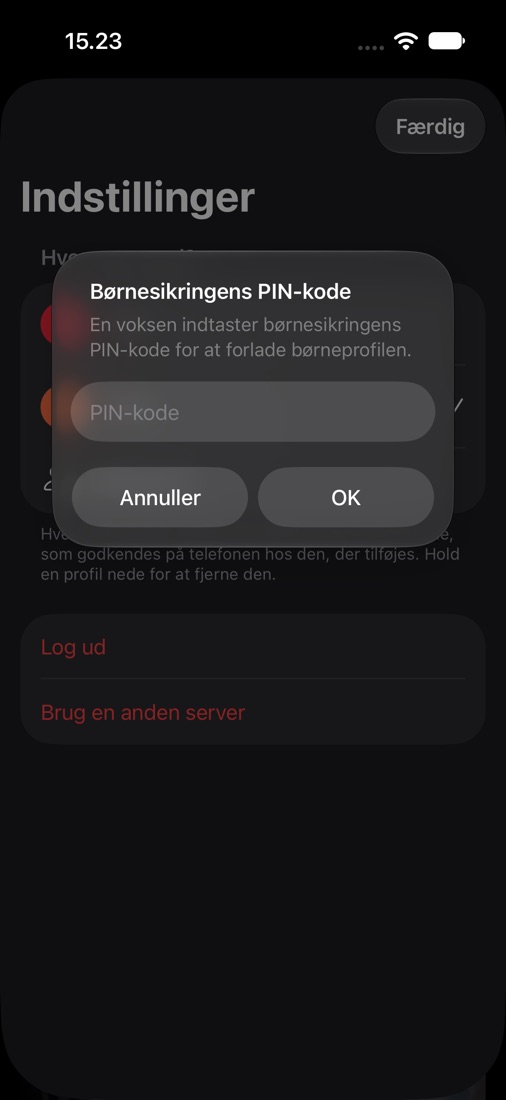 15.23
Færdig
Indstillinger
Børnesikringens PIN-kode
En voksen indtaster børnesikringens
PIN-kode for at forlade børneprofilen.
PIN-kode
Annuller
OK
som godkendes på telefonen hos den, der tilføjes. Hold
en profil nede for at fjerne den.
Log ud
Brug en anden server